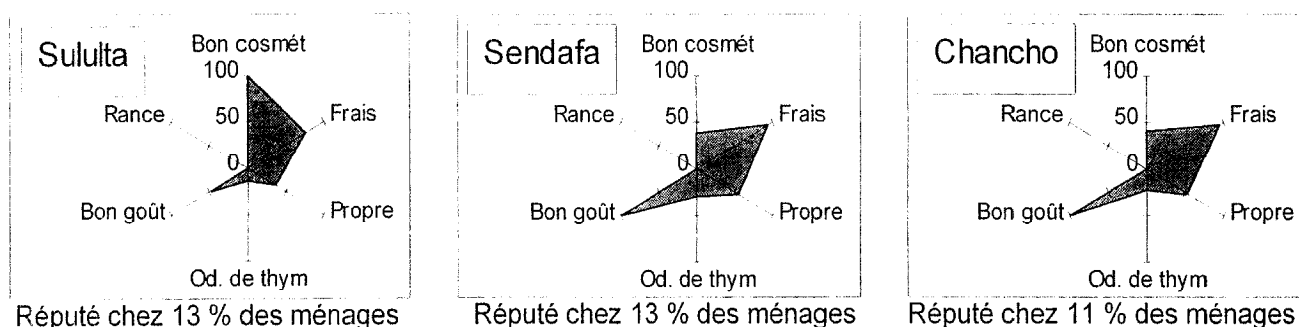 Sululta
Bon cosmét
100
50
0
Rance
Frais
Bon goût
Propre
Od. de thym
Réputé chez 13 % des ménages
Sendafa
Bon cosmét
100
50
0
Rance
Frais
Bon goût
Propre
Od. de thym
Réputé chez 13 % des ménages
Chancho
Bon cosmét
100
50
0
Rance
Frais
Bon goût
Propre
Od. de thym
Réputé chez 11 % des ménages